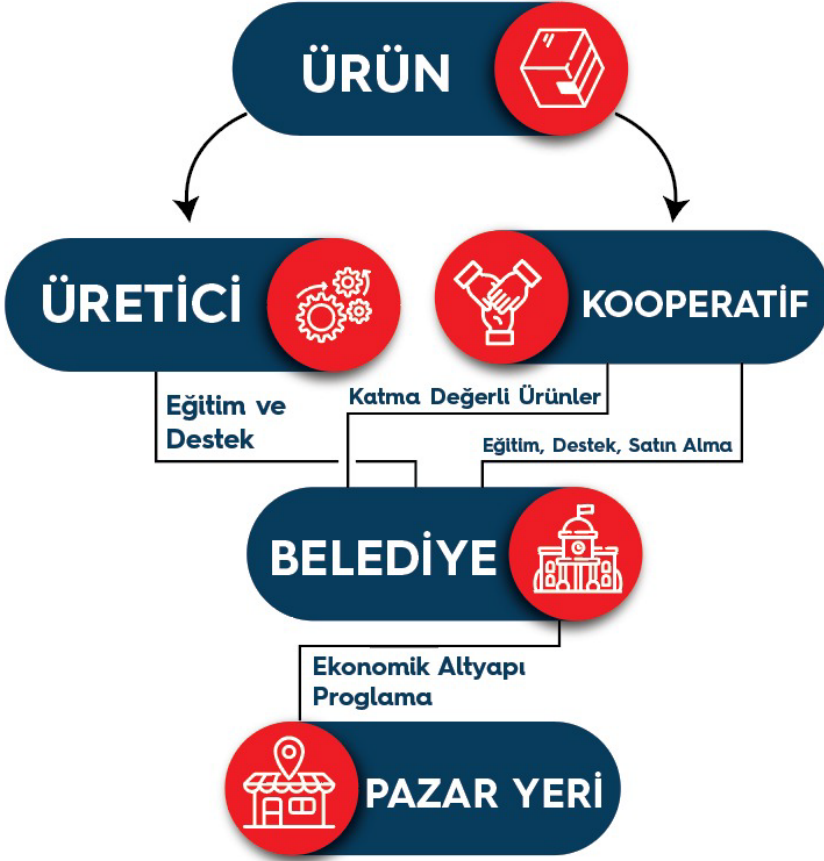 ÜRÜN
ÜRETİCİ
KOOPERATİF
Eğitim ve
Destek
Katma Değerli Ürünler
Eğitim, Destek, Satın Alma
BELEDİYE
Ekonomik Altyapı
Proglama
PAZAR YERİ